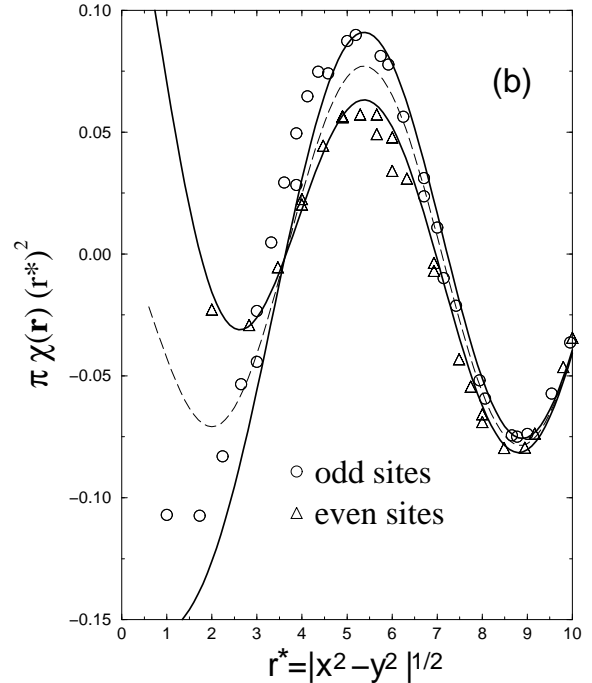 0.10
0.05
0.00
−0.05
−0.10
−0.15
π χ(r) (r*)²
(b)
odd sites
even sites
0 1 2 3 4 5 6 7 8 9 10
r*=|x²−y²|¹/²